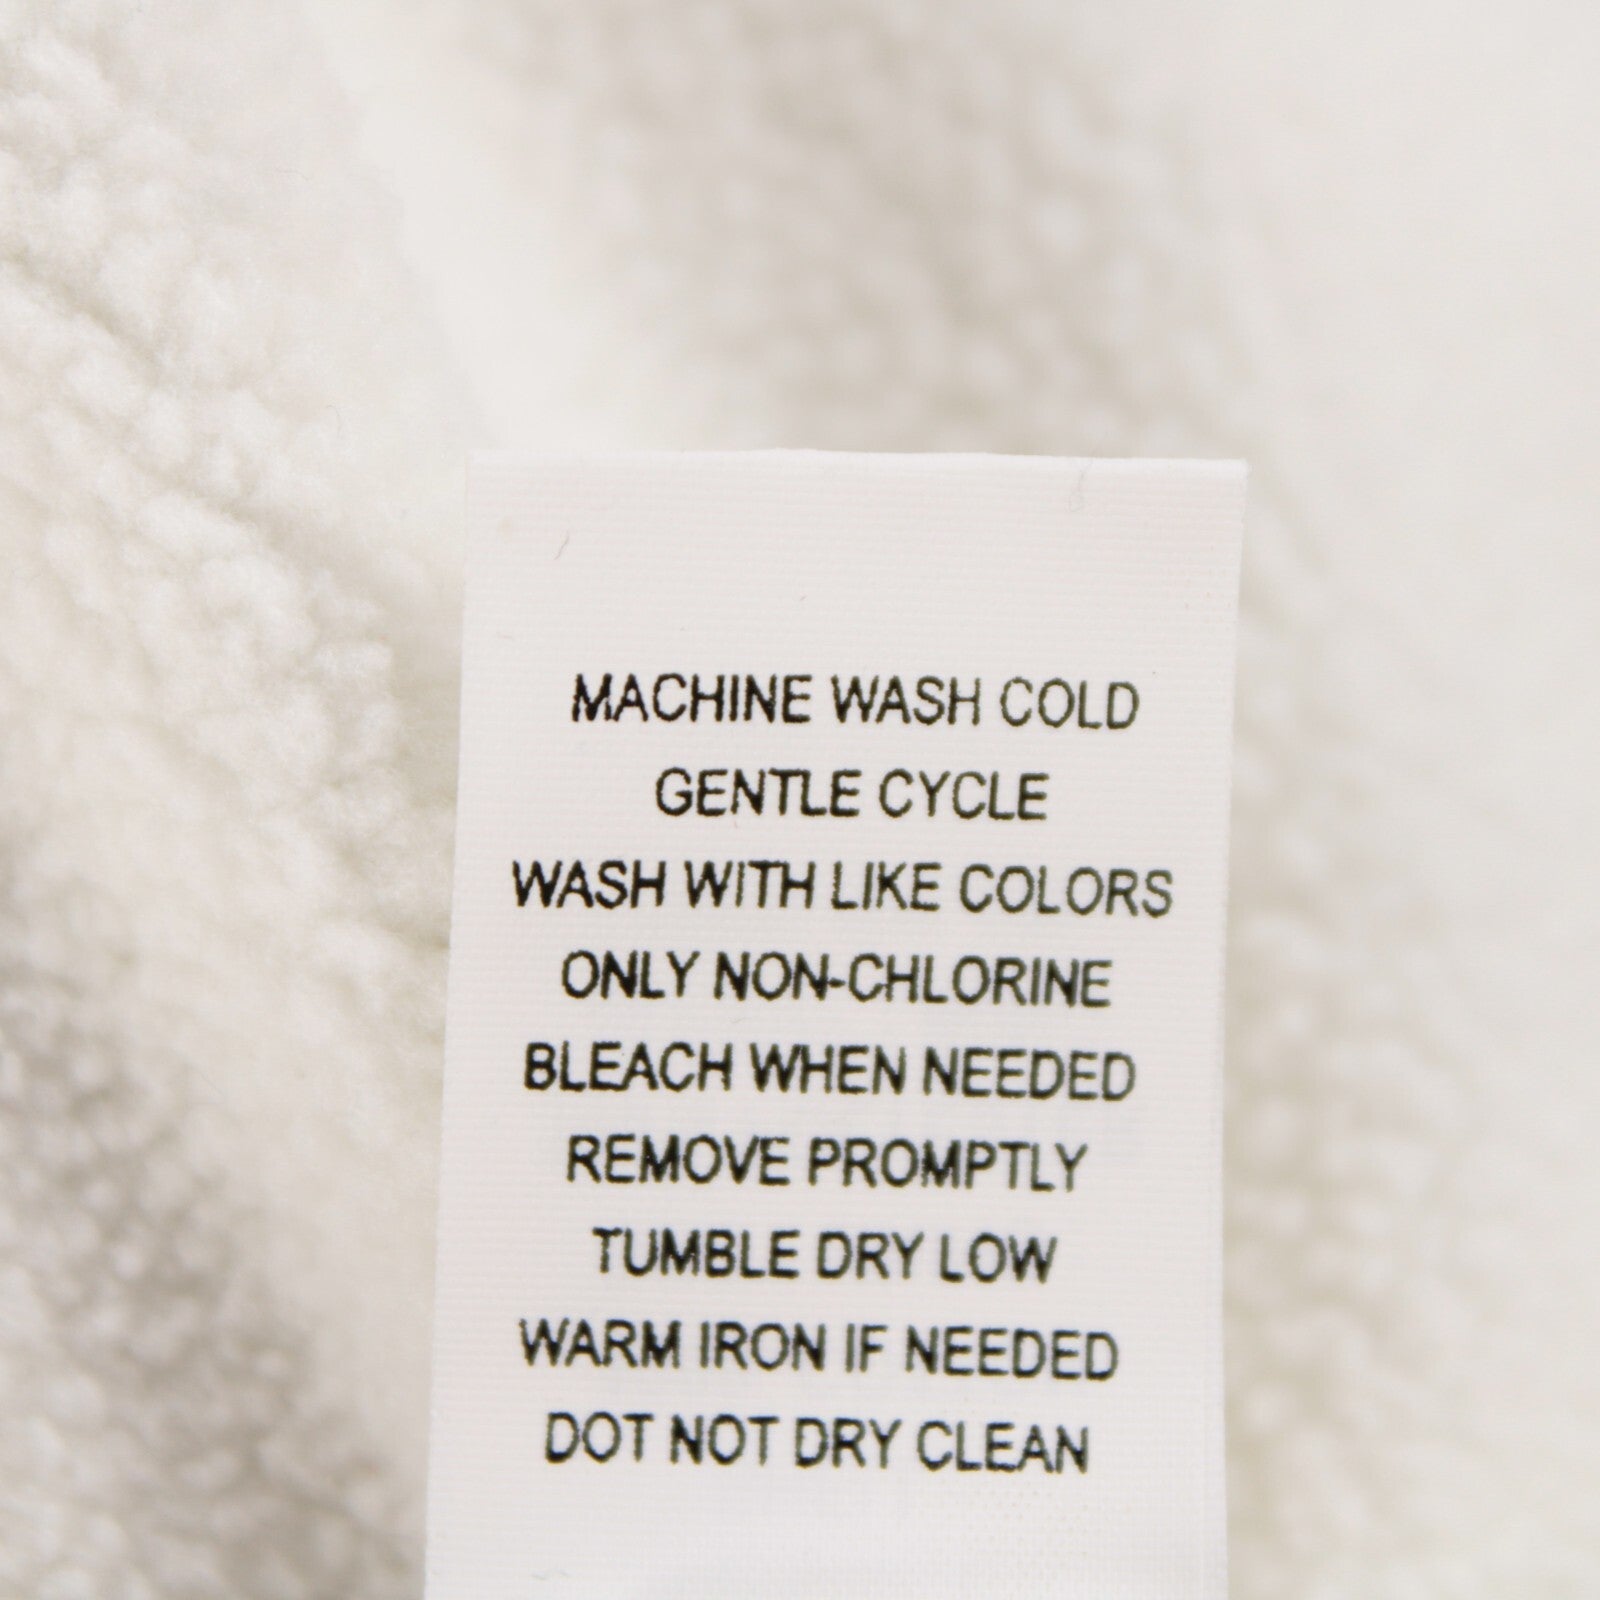 MACHINE WASH COLD
GENTLE CYCLE
WASH WITH LIKE COLORS
ONLY NON-CHLORINE
BLEACH WHEN NEEDED
REMOVE PROMPTLY
TUMBLE DRY LOW
WARM IRON IF NEEDED
DOT NOT DRY CLEAN